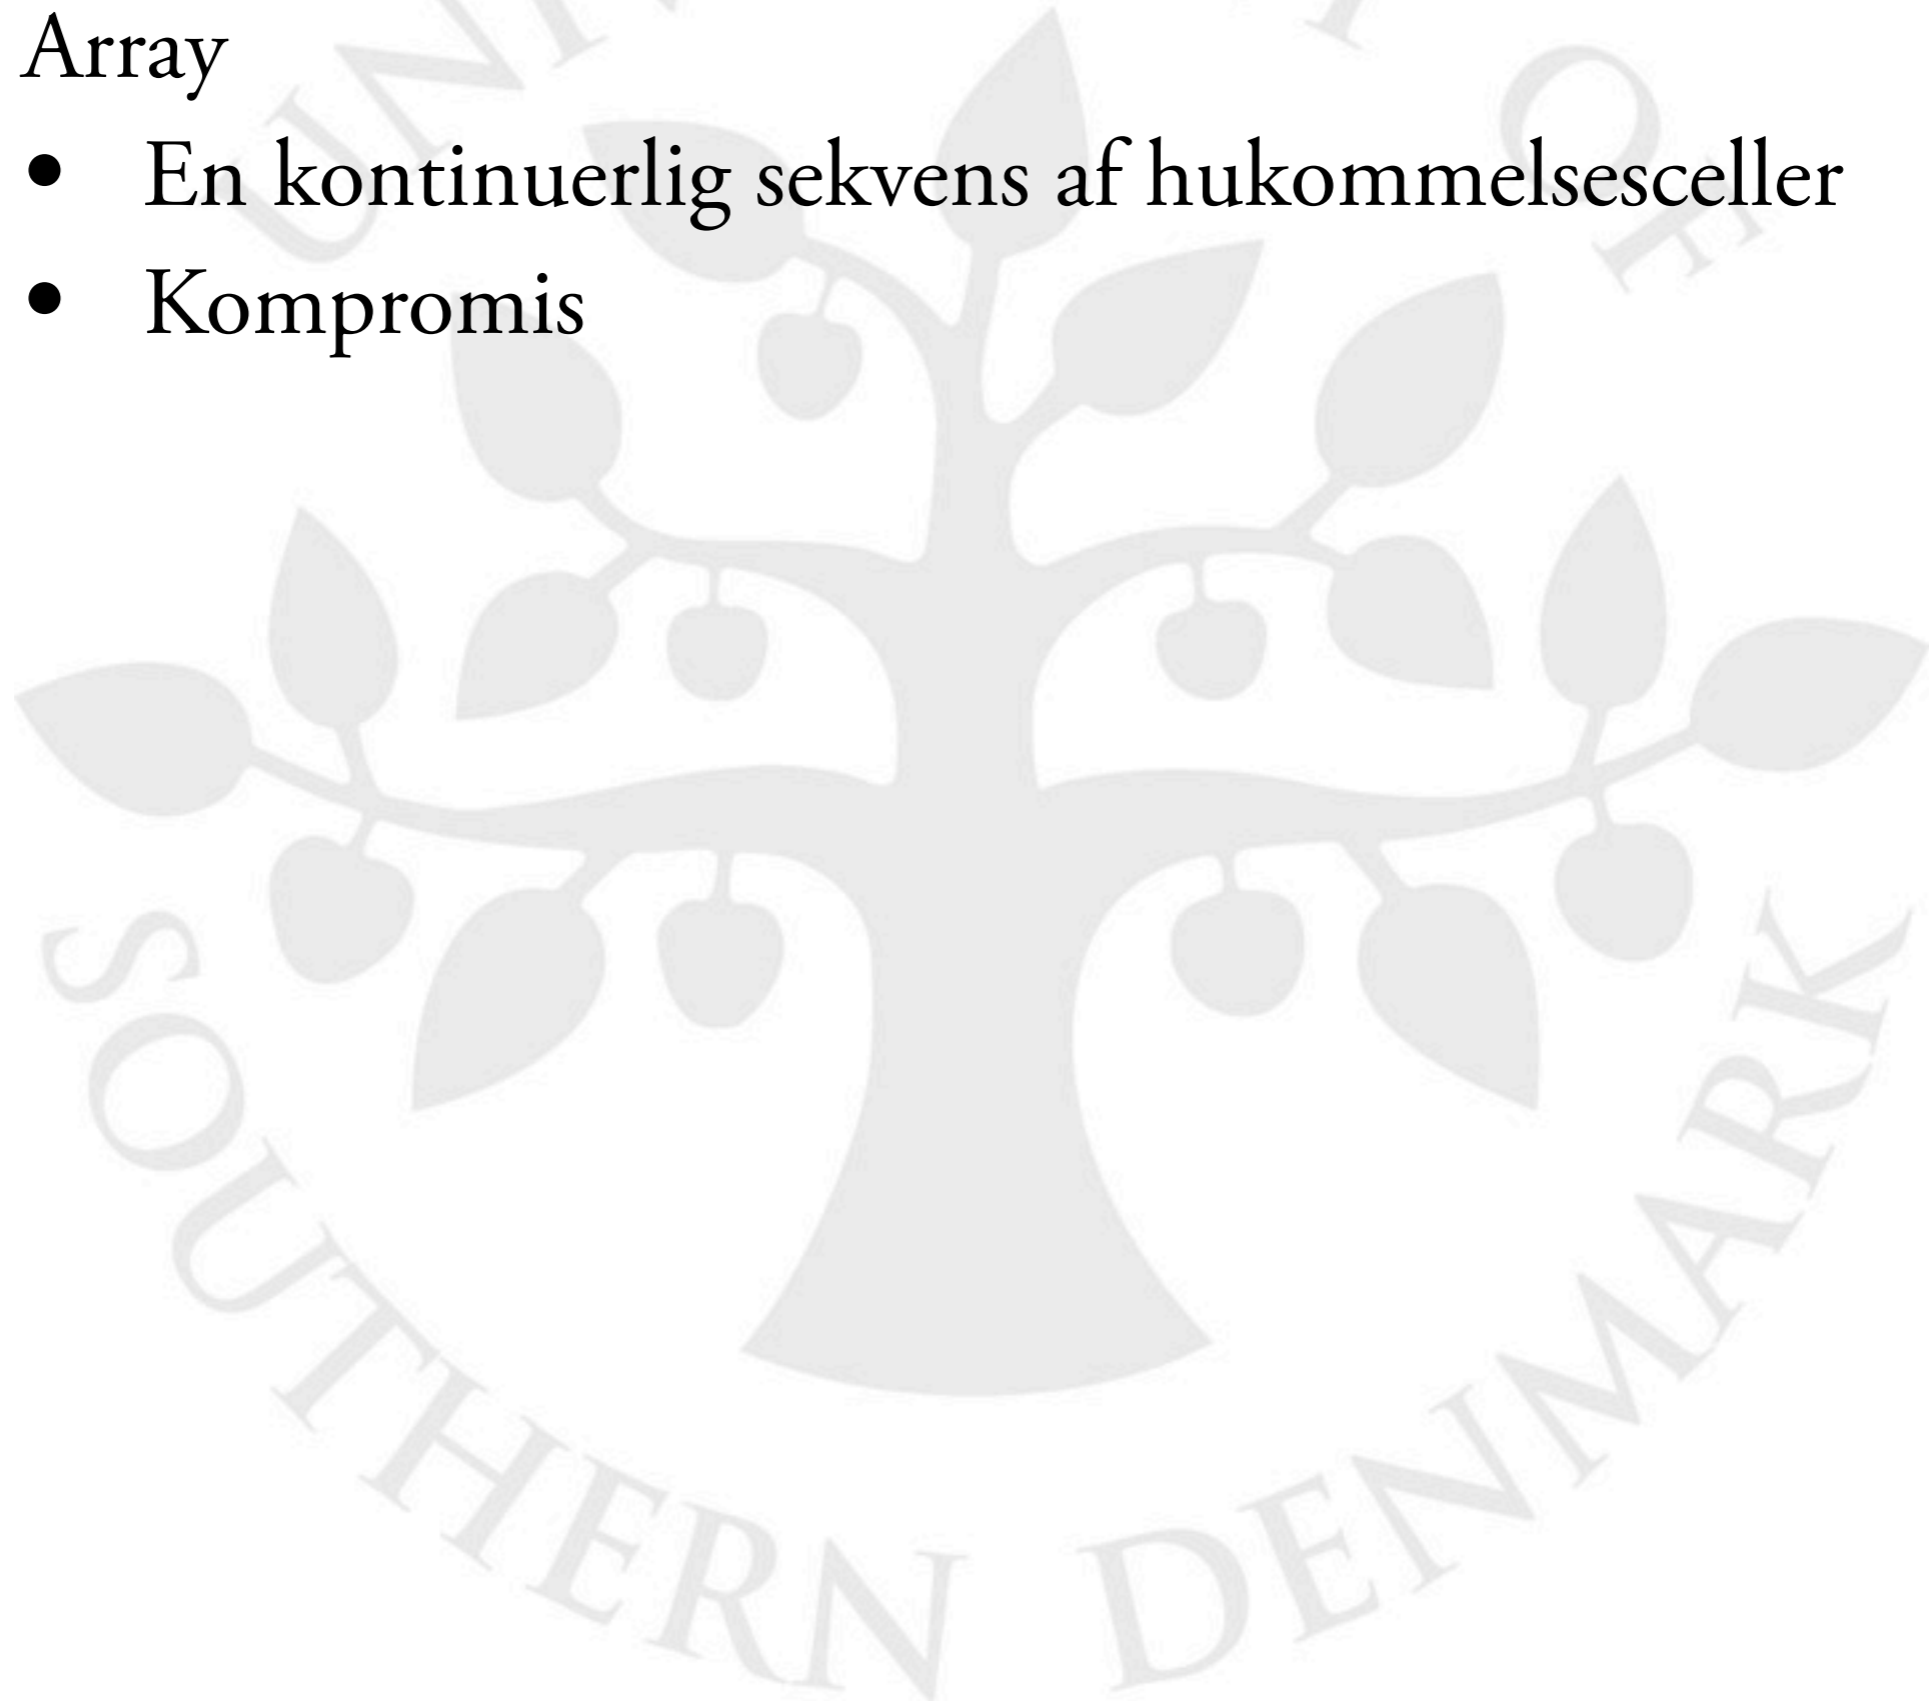 Array
• En kontinuerlig sekvens af hukommelsesceller
• Kompromis
SOUTHERN DENMARK